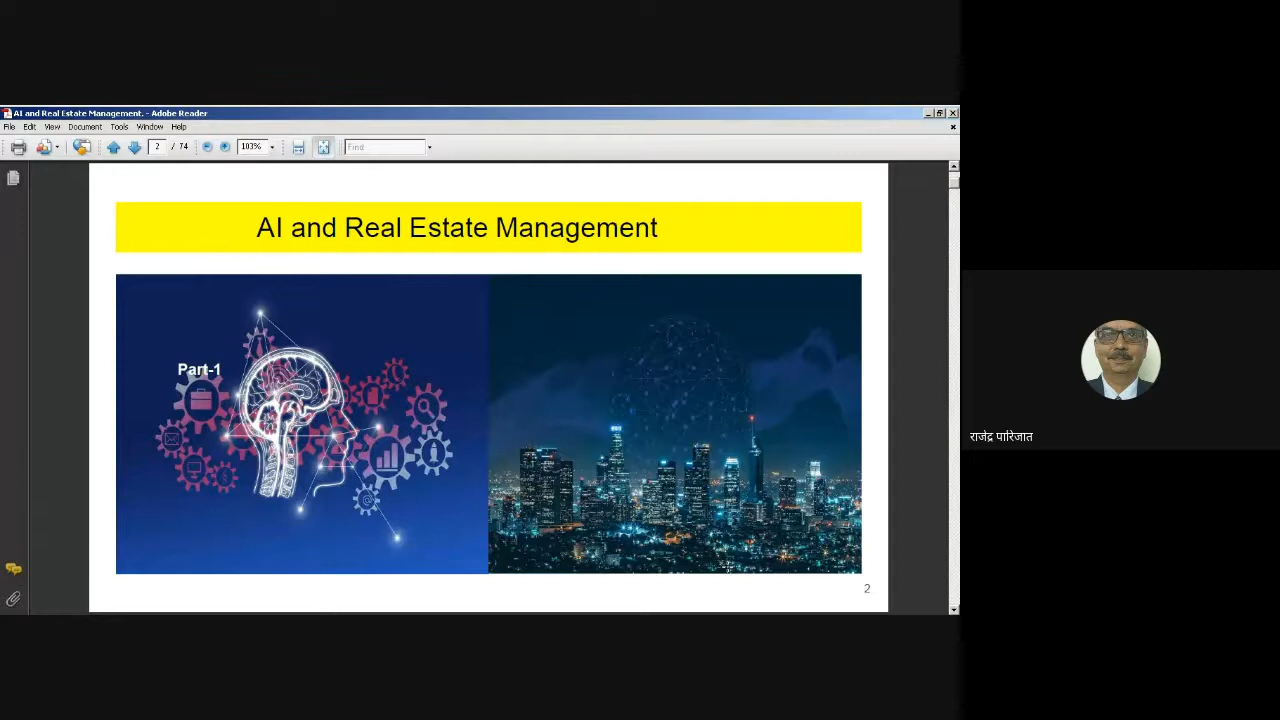 AI and Real Estate Management. - Adobe Reader
File Edit View Document Tools Window Help
2 / 74 103% Find
AI and Real Estate Management
Part-1
राजेंद्र पारिजात
2